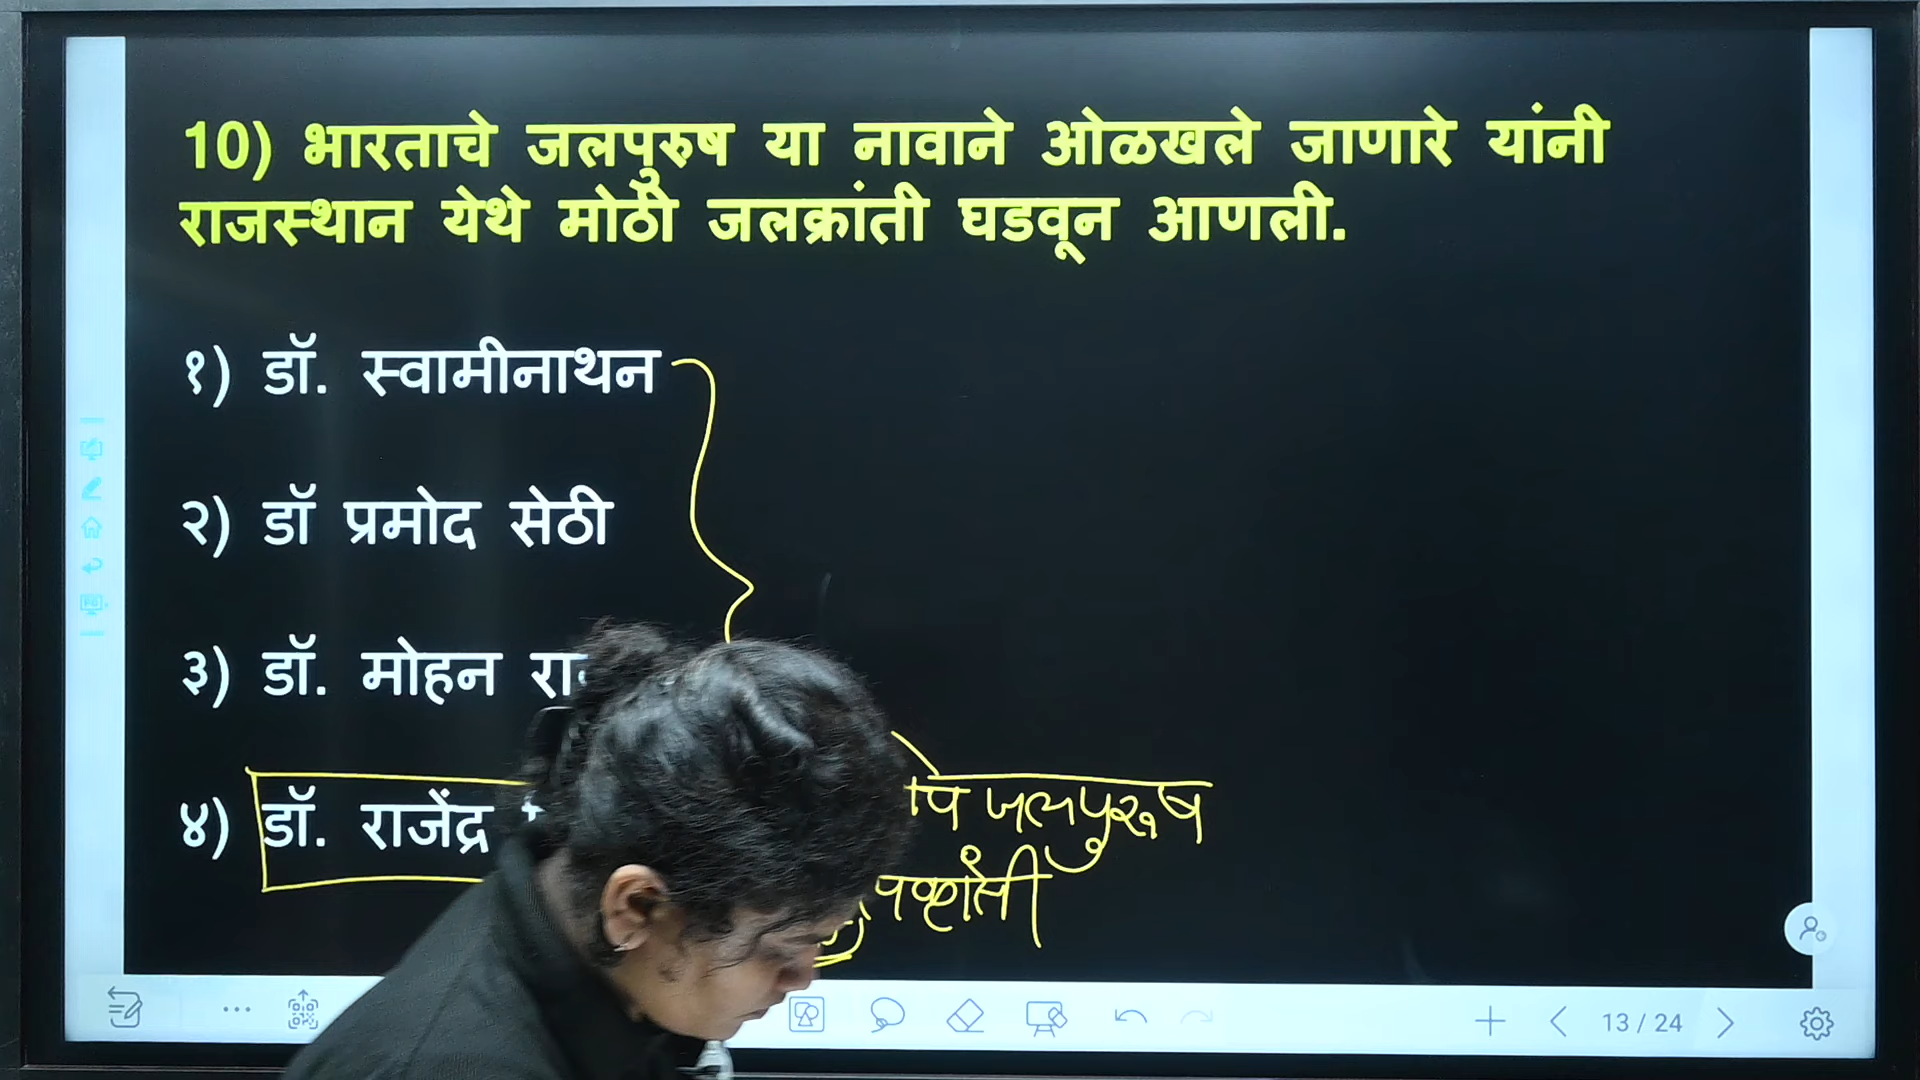 10) भारताचे जलपुरुष या नावाने ओळखले जाणारे यांनी
राजस्थान येथे मोठी जलक्रांती घडवून आणली.
१) डॉ. स्वामीनाथन
२) डॉ प्रमोद सेठी
३) डॉ. मोहन
४) डॉ. राजेंद्र
जलपुरुष
13 / 24